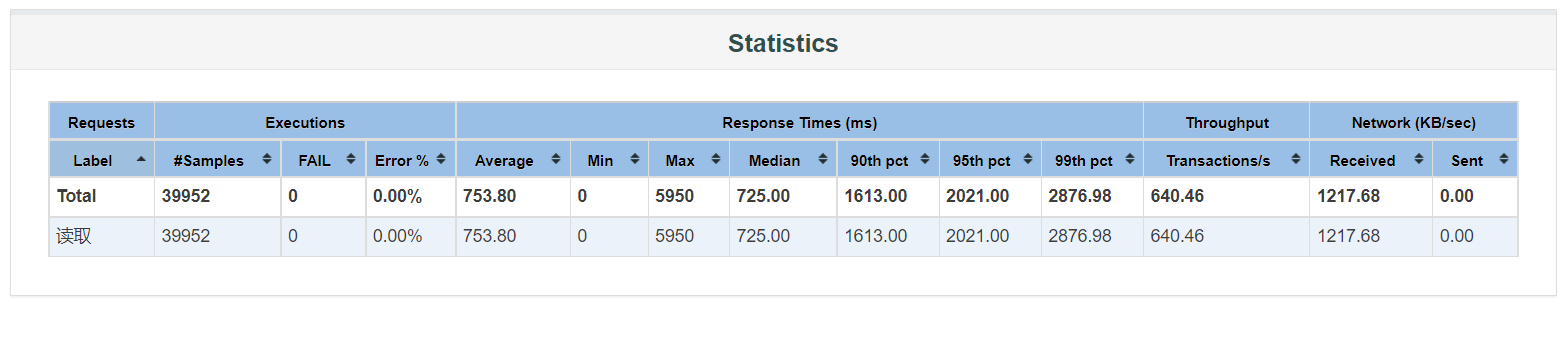 Statistics
Requests Executions Response Times (ms) Throughput Network (KB/sec)
Label #Samples FAIL Error % Average Min Max Median 90th pct 95th pct 99th pct Transactions/s Received Sent
Total 39952 0 0.00% 753.80 0 5950 725.00 1613.00 2021.00 2876.98 640.46 1217.68 0.00
读取 39952 0 0.00% 753.80 0 5950 725.00 1613.00 2021.00 2876.98 640.46 1217.68 0.00